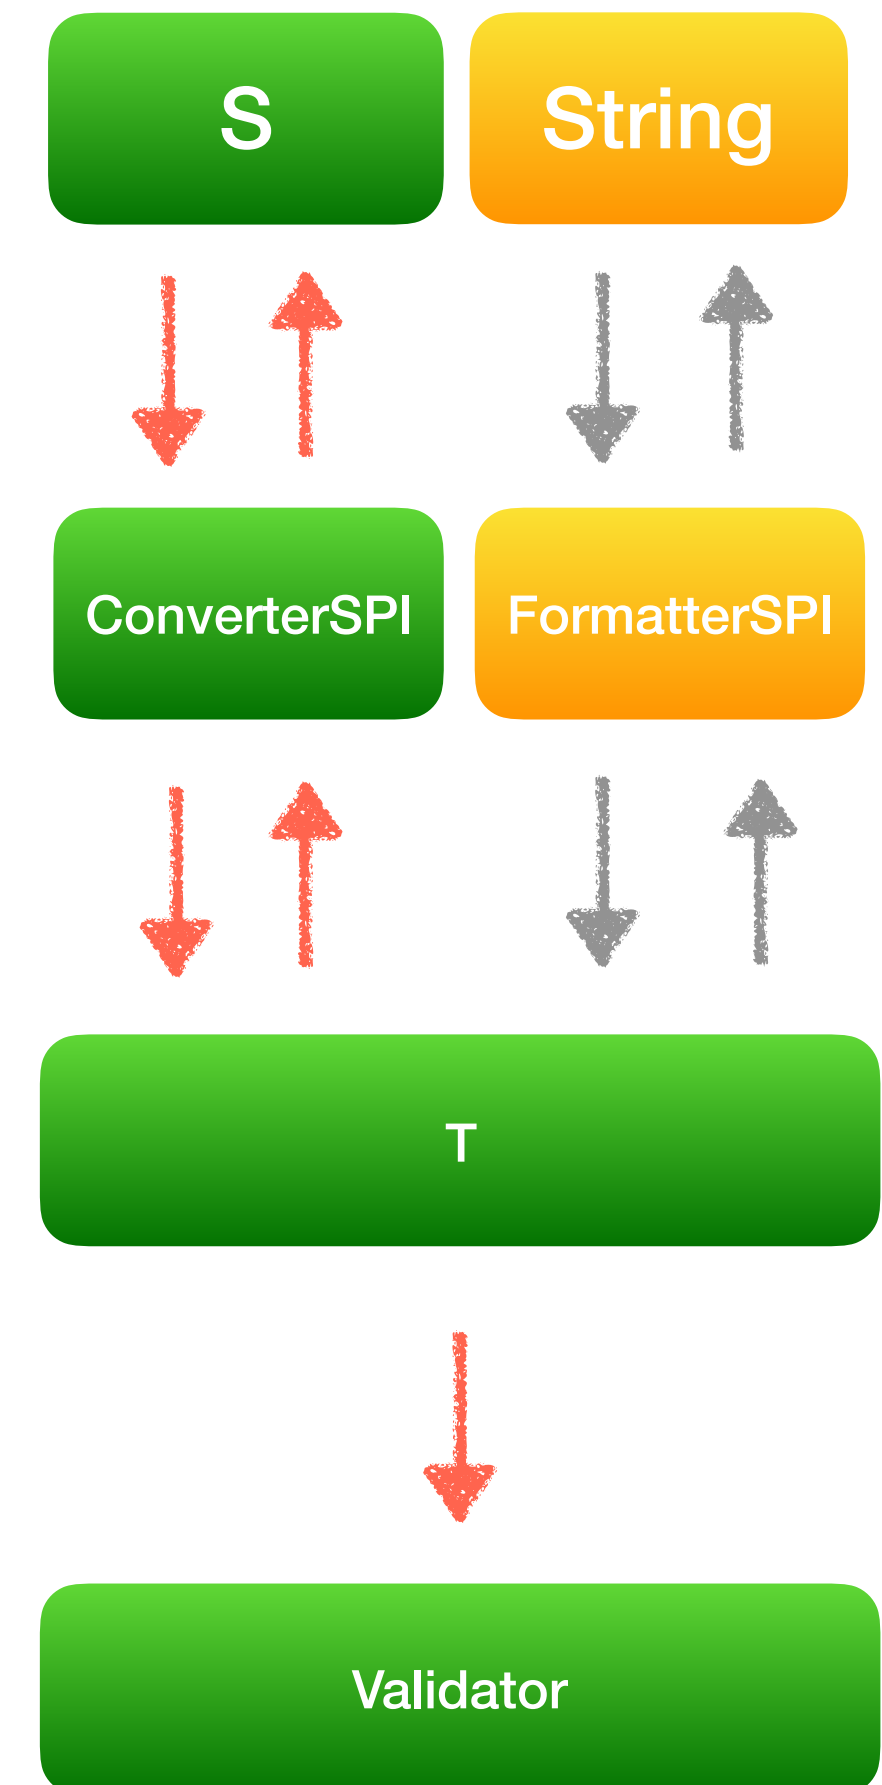 S
String
ConverterSPI
FormatterSPI
T
Validator